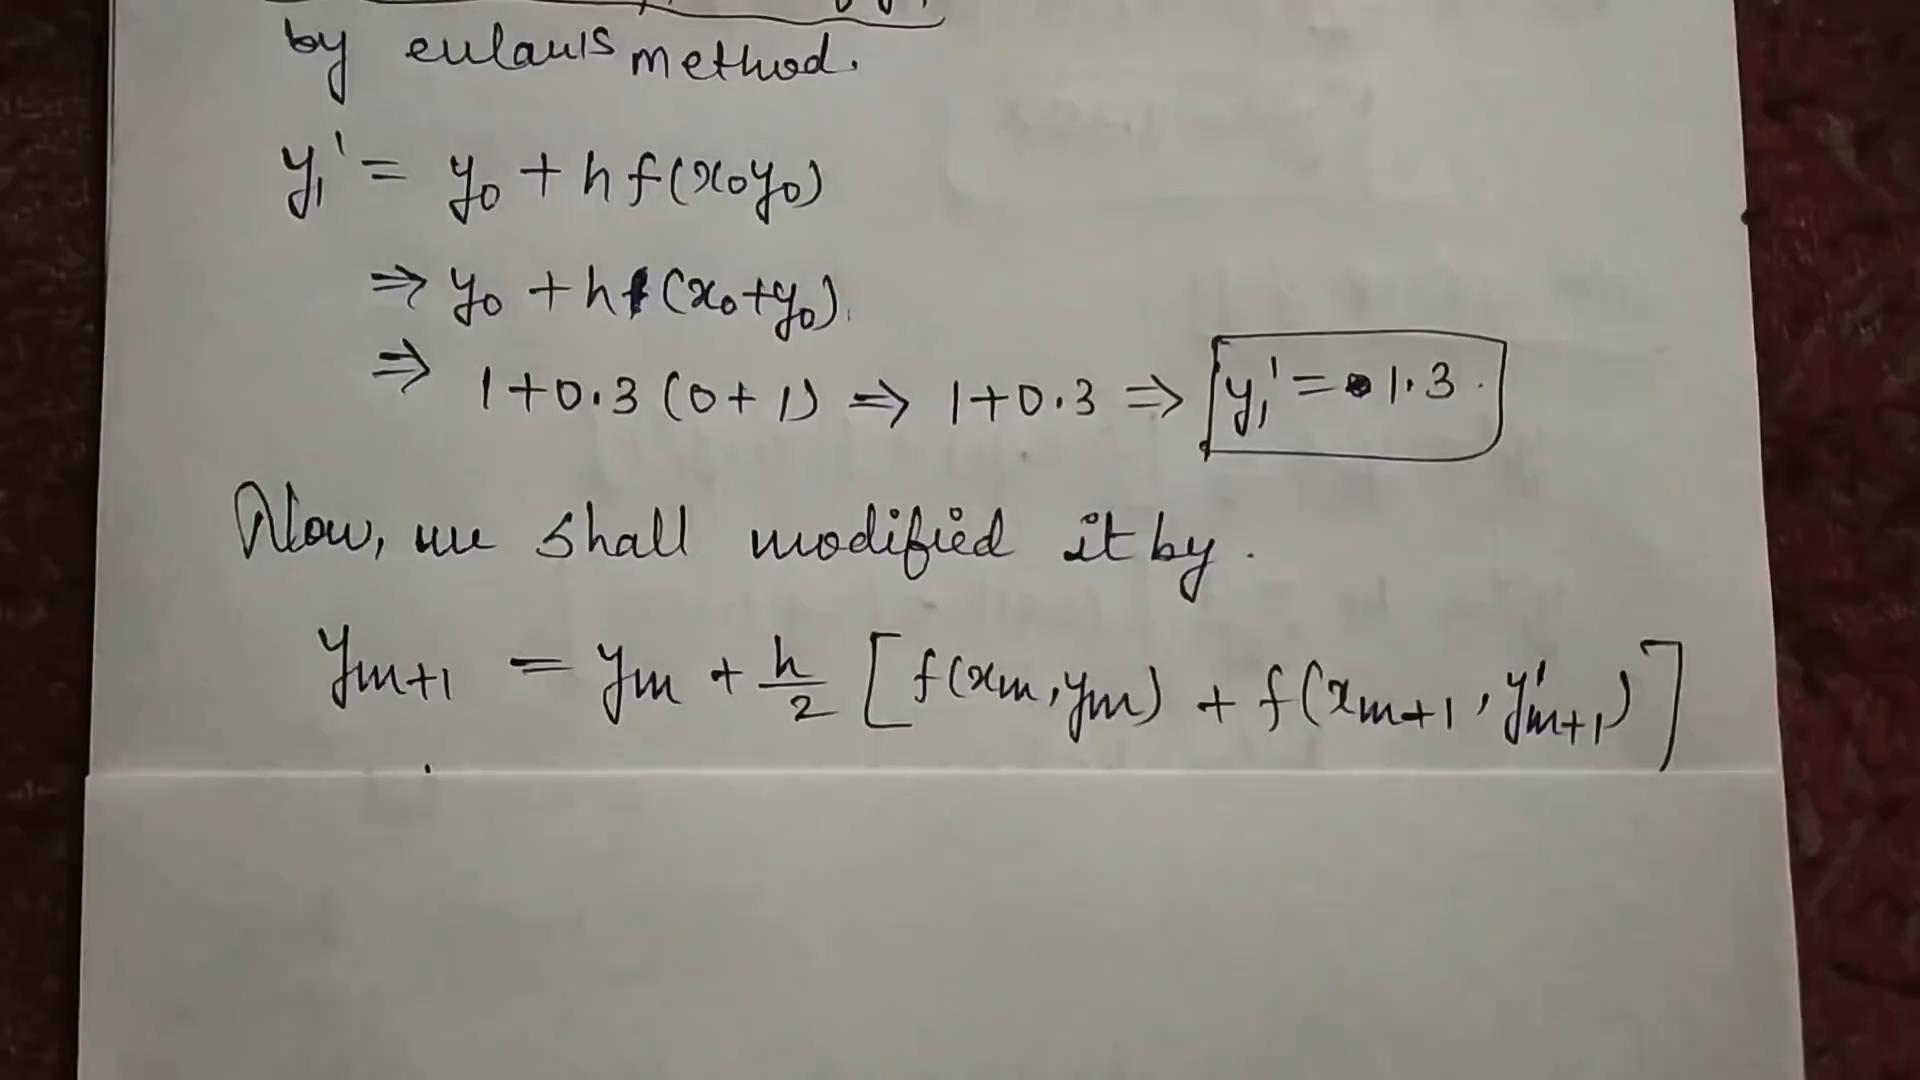 by eulauis method.
y₁' = y₀ + h f(x₀y₀)
⇒ y₀ + h (x₀+y₀).
⇒ 1+0.3 (0+1) ⇒ 1+0.3 ⇒ y₁' = 1.3.
Now, we shall modified it by.
yₘ₊₁ = yₘ + h/2 [f(xₘ, yₘ) + f(xₘ₊₁, y'ₘ₊₁)]